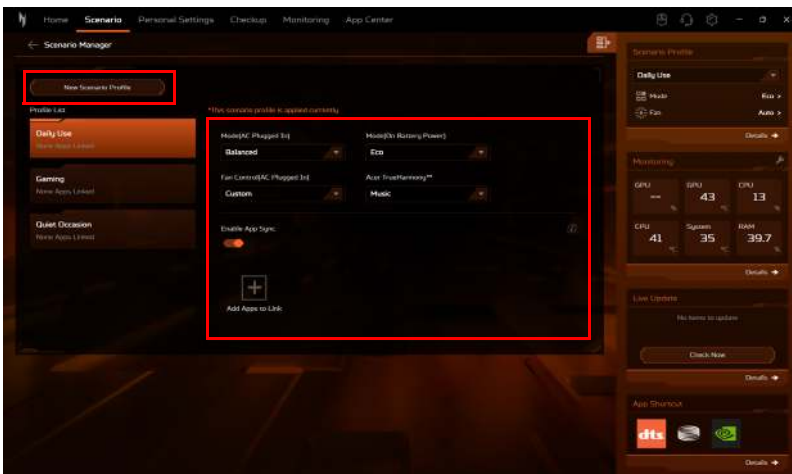 Home Scenario Personal Settings Checkup Monitoring App Center
Scenario Manager
New Scenario Profile
Profile List
Daily Use
None Apps Linked
Gaming
None Apps Linked
Quiet Occasion
None Apps Linked
*This scenario profile is applied currently
Mode(AC Plugged In)
Mode(On Battery Power)
Balanced
Eco
Fan Control(AC Plugged In)
Acer TrueHarmony™
Custom
Music
Enable App Sync
Add Apps to Link
Scenario Profile
Daily Use
Mode Eco >
Fan Auto >
Details
Monitoring
GPU GPU CPU
-- 43 13
°C % 
CPU System RAM
41 35 39.7
°C °C %
Details
Live Update
No items to update
Check Now
Details
App Shortcut
dts
Details